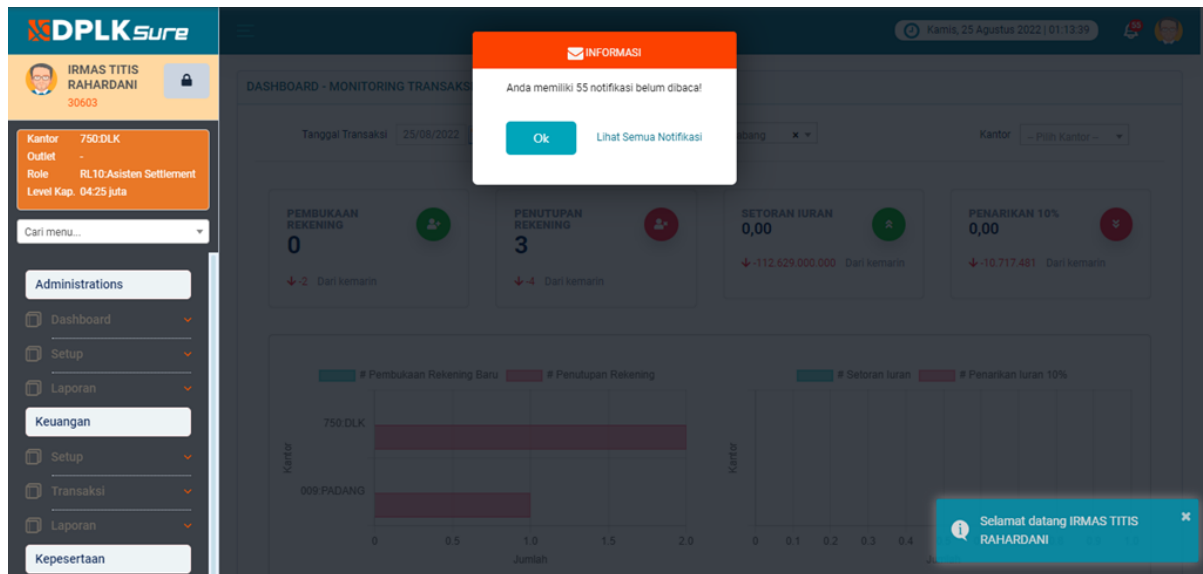 DPLKsure
IRMAS TITIS
RAHARDANI
30603
Kantor 750:DLK
Outlet -
Role RL10:Asisten Settlement
Level Kap. 04:25 juta
Cari menu...
Administrations
Dashboard
Setup
Laporan
Keuangan
Setup
Transaksi
Laporan
Kepesertaan
Kamis, 25 Agustus 2022 | 01:13:39
55
INFORMASI
Anda memiliki 55 notifikasi belum dibaca!
Ok Lihat Semua Notifikasi
DASHBOARD - MONITORING TRANSAKSI
Tanggal Transaksi 25/08/2022
Kantor -- Pilih Kantor --
PEMBUKAAN
REKENING
0
-2 Dari kemarin
PENUTUPAN
REKENING
3
-4 Dari kemarin
SETORAN IURAN
0,00
-112.629.000.000 Dari kemarin
PENARIKAN 10%
0,00
-10.717.481 Dari kemarin
# Pembukaan Rekening Baru # Penutupan Rekening
Kantor
750:DLK
009:PADANG
0 0.5 1.0 1.5 2.0
Jumlah
# Setoran Iuran # Penarikan Iuran 10%
Kantor
0 0.1 0.2 0.3 0.4
Selamat datang IRMAS TITIS
RAHARDANI